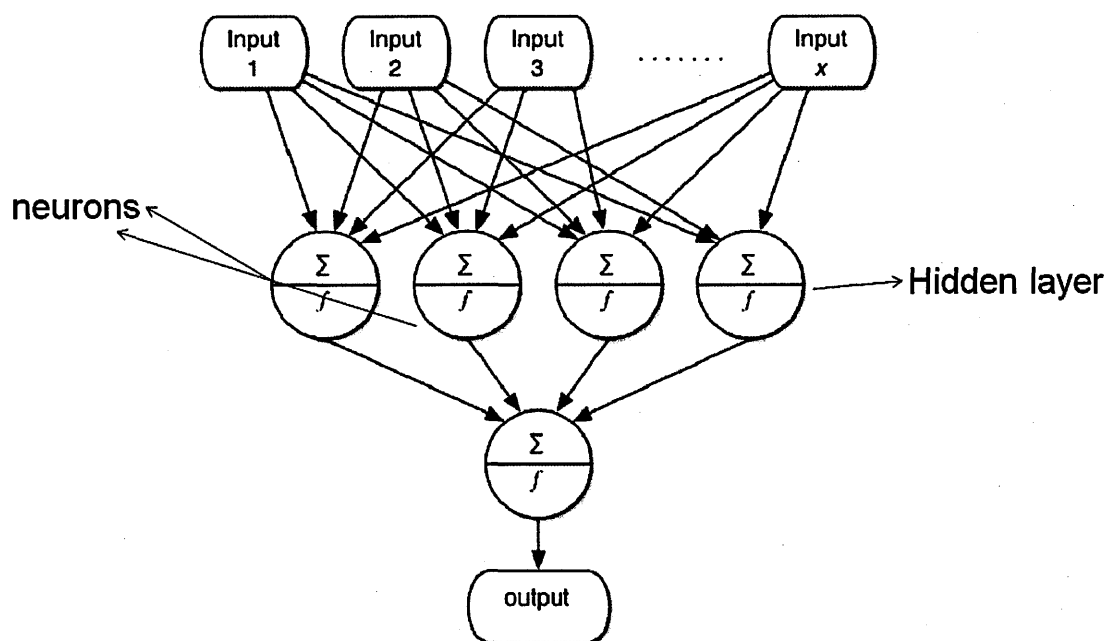 Input
1
Input
2
Input
3
.......
Input
x
neurons
Σ
f
Σ
f
Σ
f
Σ
f
Hidden layer
Σ
f
output